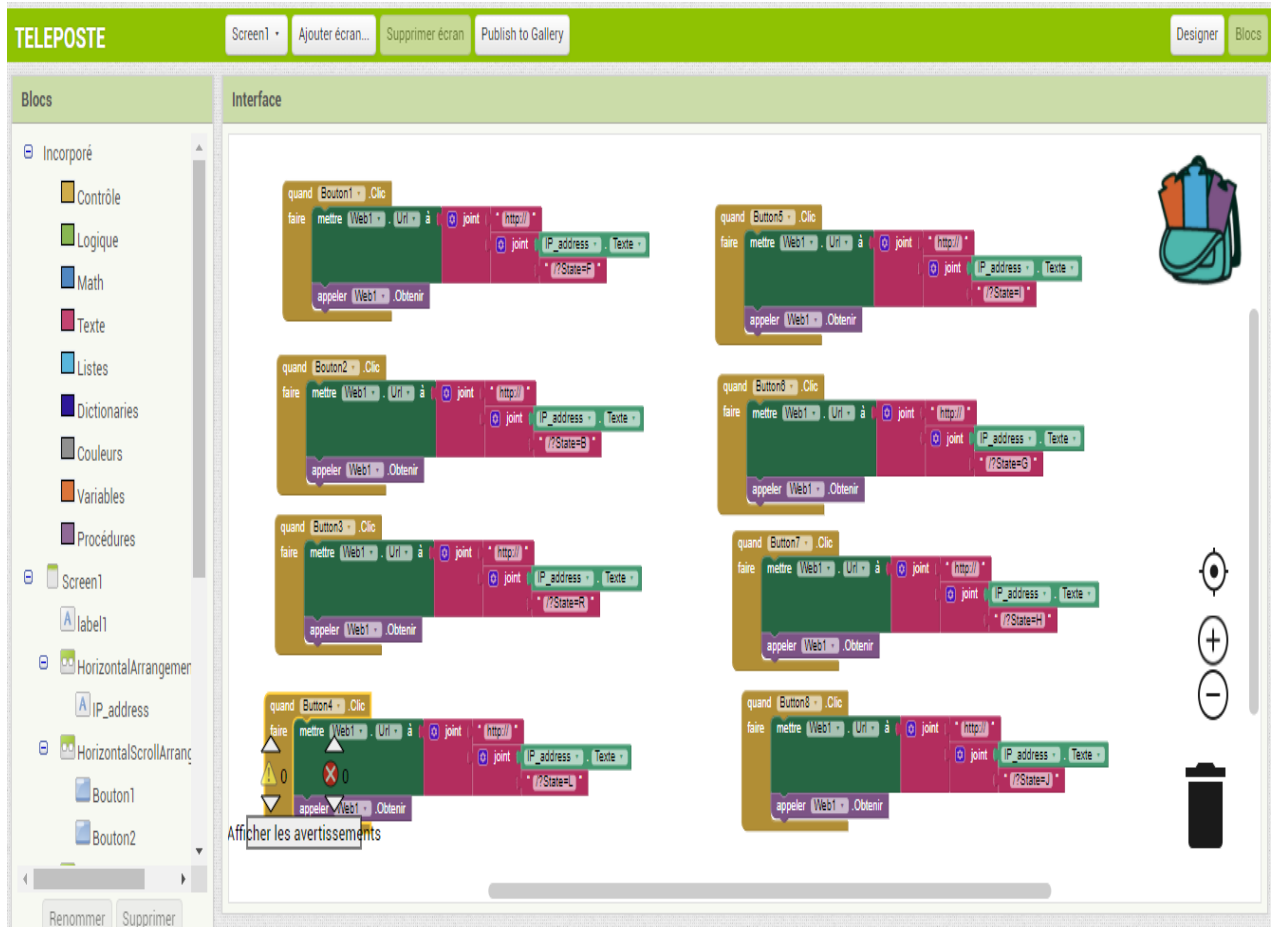 TELEPOSTE
Screen1 Ajouter écran... Supprimer écran Publish to Gallery Designer Blocs
Blocs
Incorporé
Contrôle
Logique
Math
Texte
Listes
Dictionaries
Couleurs
Variables
Procédures
Screen1
label1
HorizontalArrangemen
IP_address
HorizontalScrollArrang
Bouton1
Bouton2
Renommer Supprimer
Interface
quand Bouton1 .Clic
faire mettre Web1 . Url à joint " http:// "
joint IP_address . Texte
" /?State=F "
appeler Web1 .Obtenir
quand Bouton2 .Clic
faire mettre Web1 . Url à joint " http:// "
joint IP_address . Texte
" /?State=B "
appeler Web1 .Obtenir
quand Button3 .Clic
faire mettre Web1 . Url à joint " http:// "
joint IP_address . Texte
" /?State=R "
appeler Web1 .Obtenir
quand Button4 .Clic
faire mettre Web1 . Url à joint " http:// "
joint IP_address . Texte
" /?State=L "
appeler Web1 .Obtenir
0 0
Afficher les avertissements
quand Button5 .Clic
faire mettre Web1 . Url à joint " http:// "
joint IP_address . Texte
" /?State=I "
appeler Web1 .Obtenir
quand Button6 .Clic
faire mettre Web1 . Url à joint " http:// "
joint IP_address . Texte
" /?State=G "
appeler Web1 .Obtenir
quand Button7 .Clic
faire mettre Web1 . Url à joint " http:// "
joint IP_address . Texte
" /?State=H "
appeler Web1 .Obtenir
quand Button8 .Clic
faire mettre Web1 . Url à joint " http:// "
joint IP_address . Texte
" /?State=J "
appeler Web1 .Obtenir